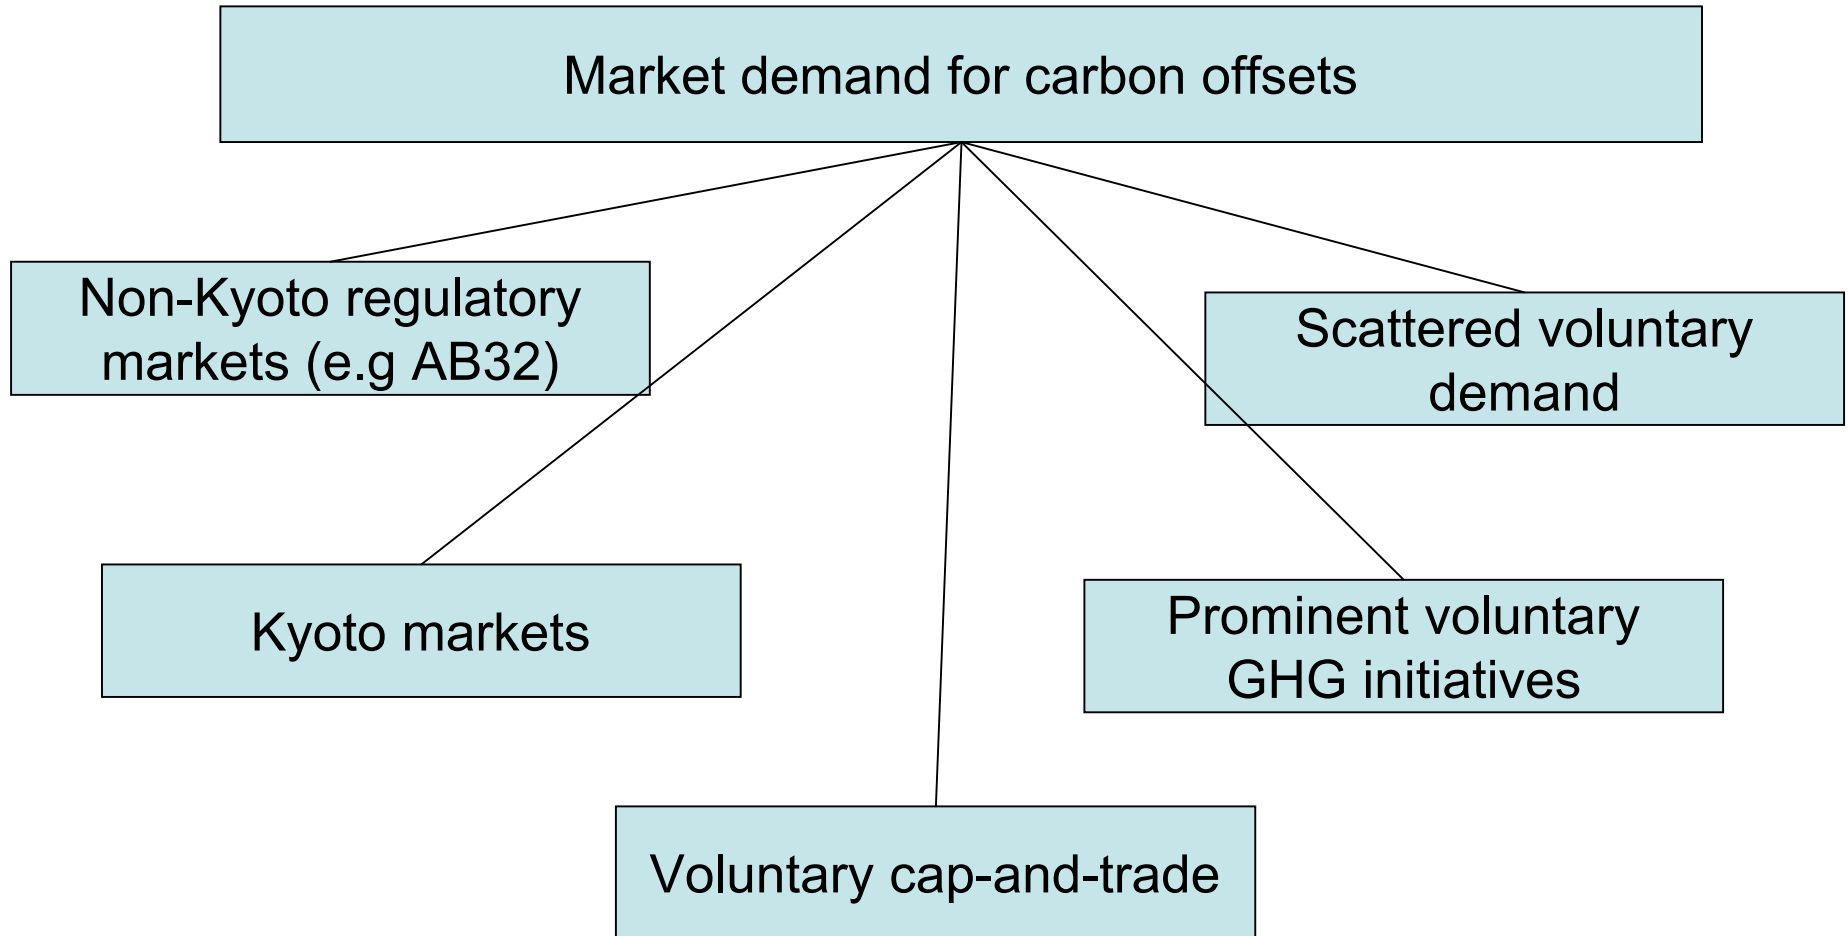 Market demand for carbon offsets
Non-Kyoto regulatory
markets (e.g AB32)
Scattered voluntary
demand
Kyoto markets
Prominent voluntary
GHG initiatives
Voluntary cap-and-trade